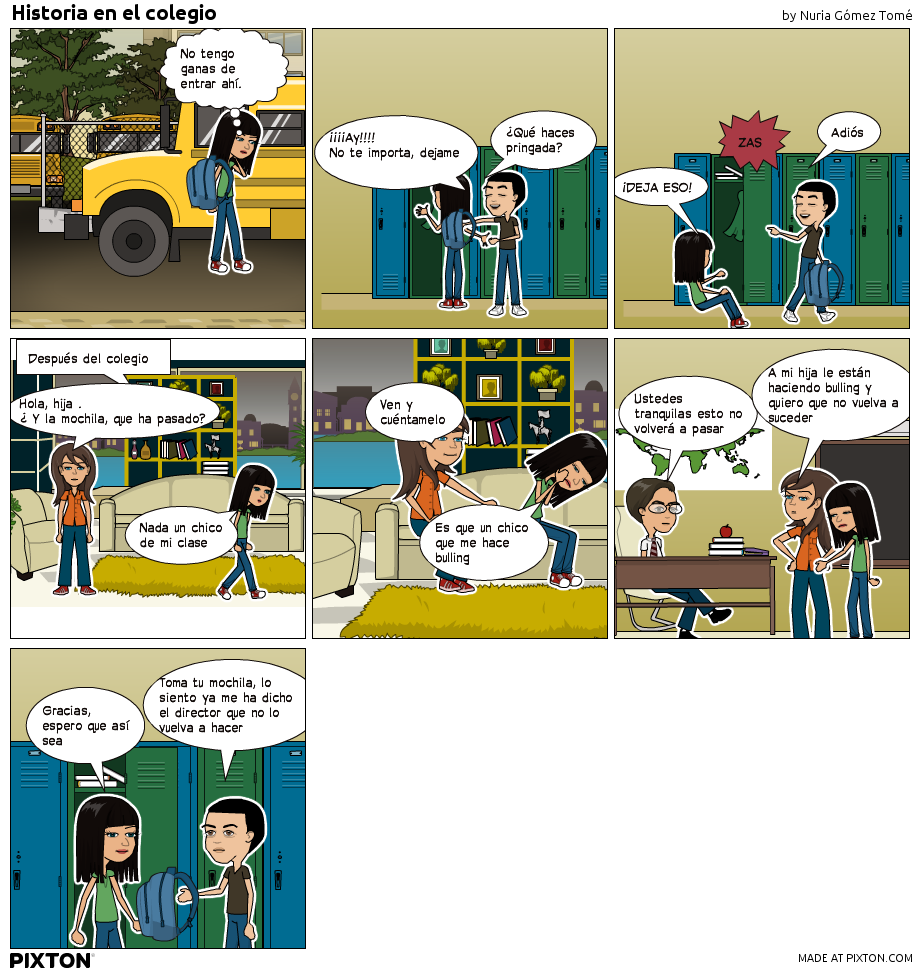 Historia en el colegio
by Nuria Gómez Tomé
No tengo
ganas de
entrar ahí.
¡¡¡¡Ay!!!!
No te importa, dejame
¿Qué haces
pringada?
¡DEJA ESO!
ZAS
Adiós
Después del colegio
Hola, hija .
¿ Y la mochila, que ha pasado?
Nada un chico
de mi clase
Ven y
cuéntamelo
Es que un chico
que me hace
bulling
Ustedes
tranquilas esto no
volverá a pasar
A mi hija le están
haciendo bulling y
quiero que no vuelva a
suceder
Gracias,
espero que así
sea
Toma tu mochila, lo
siento ya me ha dicho
el director que no lo
vuelva a hacer
PIXTON
MADE AT PIXTON.COM